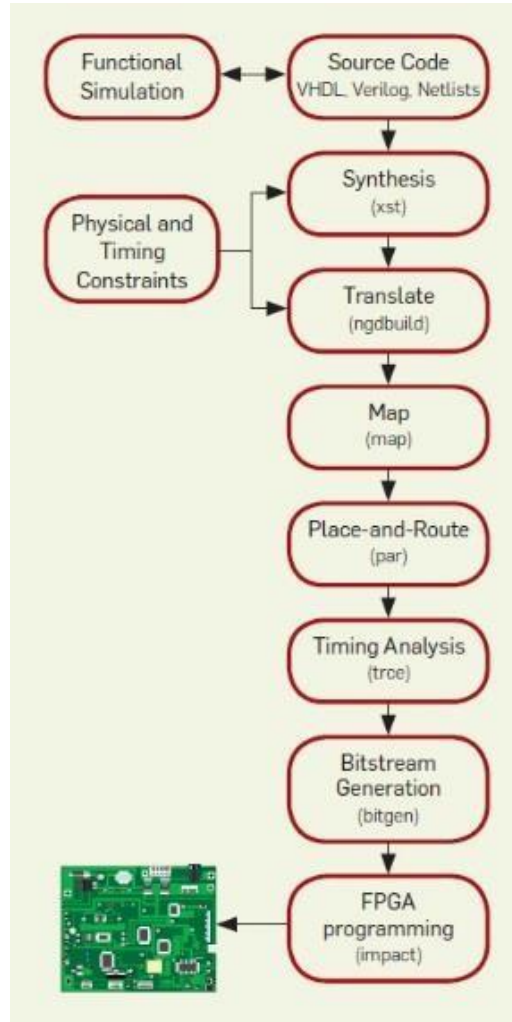 Functional
Simulation
Source Code
VHDL, Verilog, Netlists
Synthesis
(xst)
Physical and
Timing
Constraints
Translate
(ngdbuild)
Map
(map)
Place-and-Route
(par)
Timing Analysis
(trce)
Bitstream
Generation
(bitgen)
FPGA
programming
(impact)